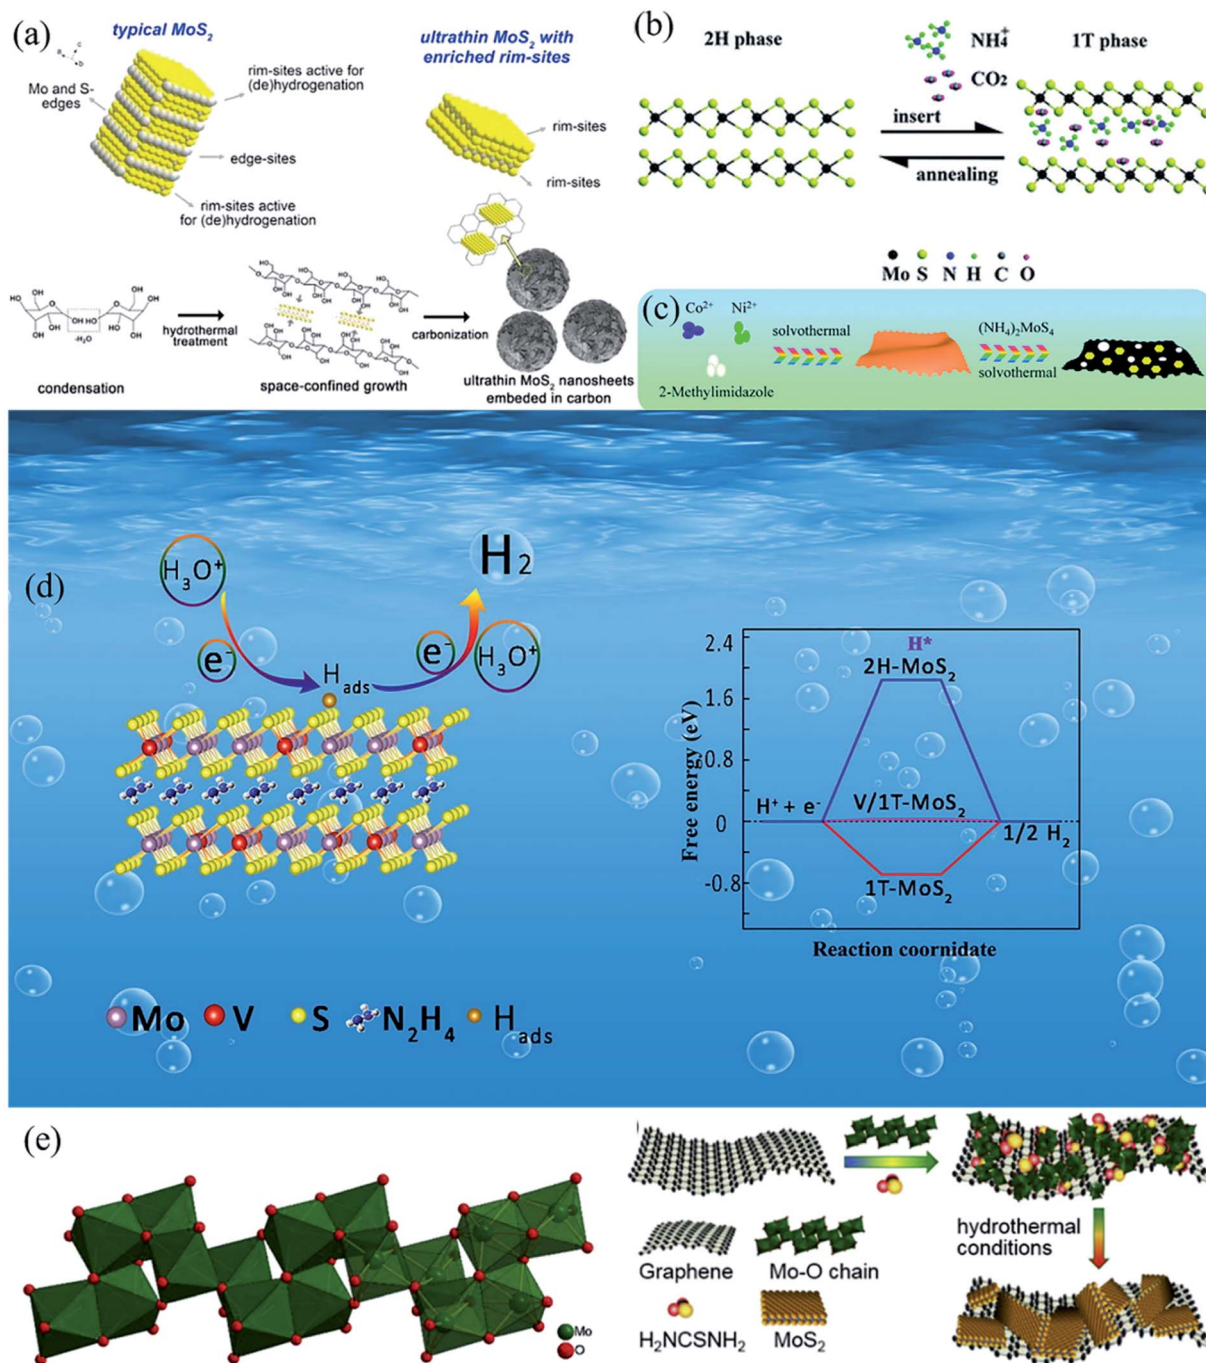 (a)
typical MoS2
ultrathin MoS2 with
enriched rim-sites
a
c
b
Mo and S-
edges
rim-sites active for
(de)hydrogenation
edge-sites
rim-sites active
for (de)hydrogenation
rim-sites
rim-sites
-H2O
hydrothermal
treatment
carbonization
condensation
space-confined growth
ultrathin MoS2 nanosheets
embeded in carbon
(b)
2H phase
NH4+
CO2
1T phase
insert
annealing
Mo S N H C O
(c)
Co2+
Ni2+
2-Methylimidazole
solvothermal
(NH4)2MoS4
solvothermal
(d)
H3O+
e-
Hads
e-
H3O+
H2
Mo V S N2H4 Hads
2.4
1.6
-0.8
0
-0.8
Free energy (eV)
H*
2H-MoS2
H+ + e-
V/1T-MoS2
1/2 H2
1T-MoS2
Reaction coornidate
(e)
Mo
O
Graphene
Mo-O chain
H2NCSNH2
MoS2
hydrothermal
conditions